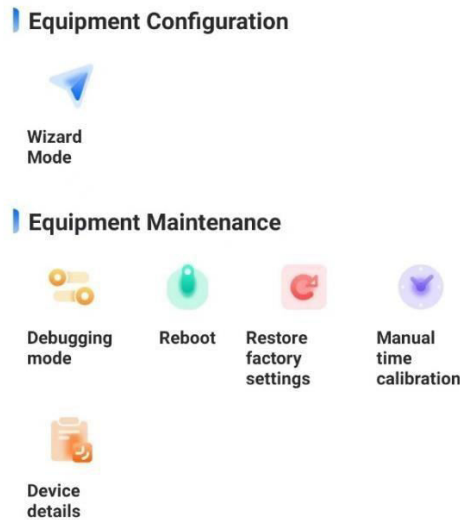 Equipment Configuration
Wizard
Mode
Equipment Maintenance
Debugging
mode
Reboot
Restore
factory
settings
Manual
time
calibration
Device
details